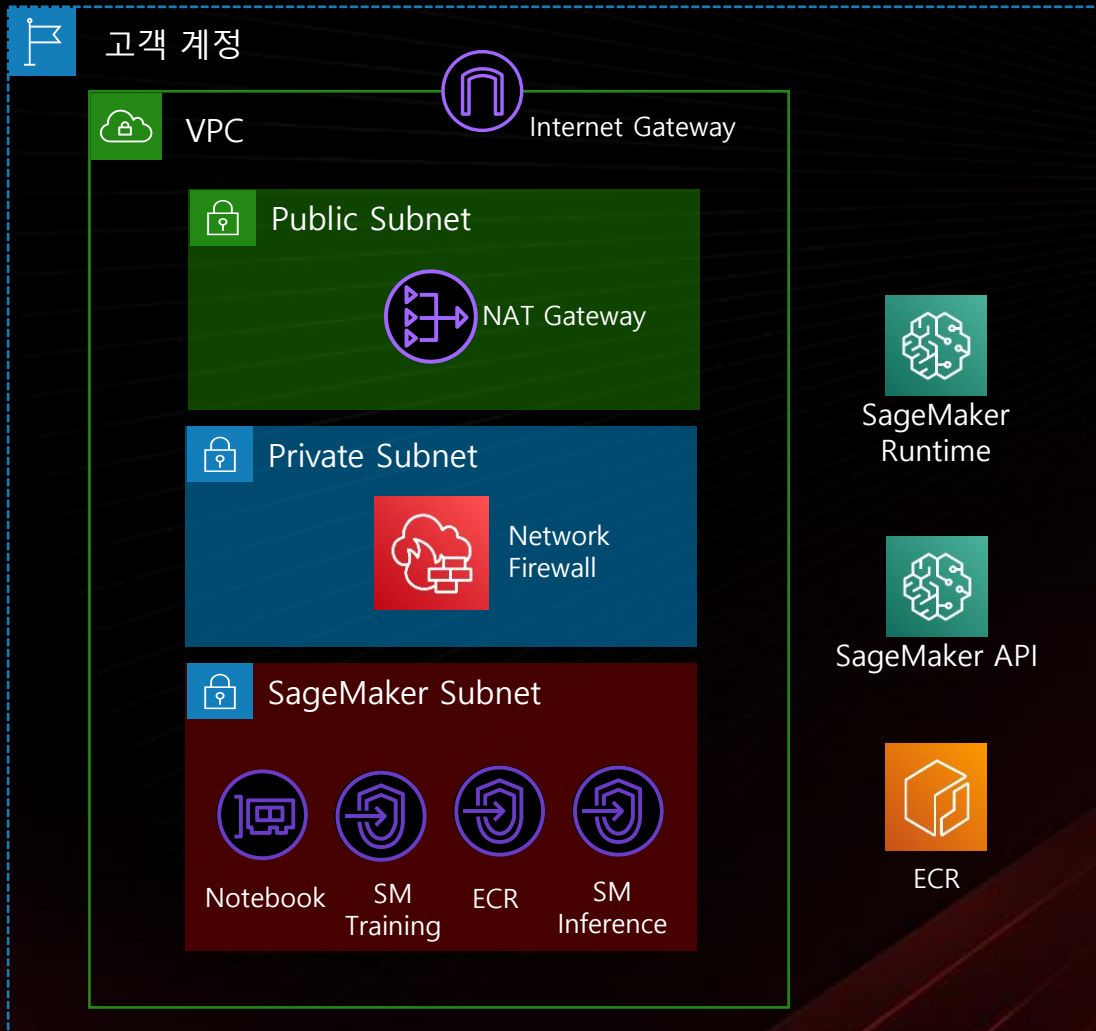 고객 계정
Internet Gateway
VPC
Public Subnet
NAT Gateway
SageMaker
Runtime
Private Subnet
Network
Firewall
SageMaker API
SageMaker Subnet
Notebook
SM
Training
ECR
SM
Inference
ECR